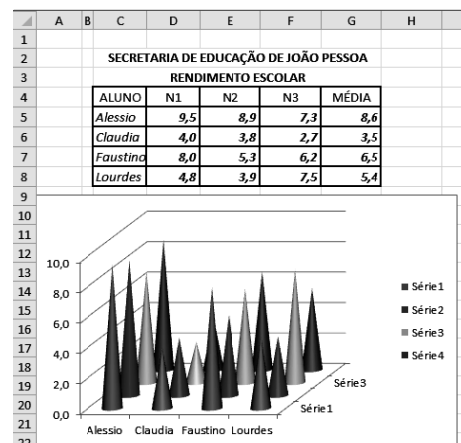 A B C D E F G H
1
2 SECRETARIA DE EDUCAÇÃO DE JOÃO PESSOA
3 RENDIMENTO ESCOLAR
4 ALUNO N1 N2 N3 MÉDIA
5 Alessio 9,5 8,9 7,3 8,6
6 Claudia 4,0 3,8 2,7 3,5
7 Faustino 8,0 5,3 6,2 6,5
8 Lourdes 4,8 3,9 7,5 5,4
9
10
11
12
13
14
15
16
17
18
19
20
21
22
10,0
8,0
6,0
4,0
2,0
0,0
Alessio Claudia Faustino Lourdes
Série1
Série3
Série1
Série2
Série3
Série4